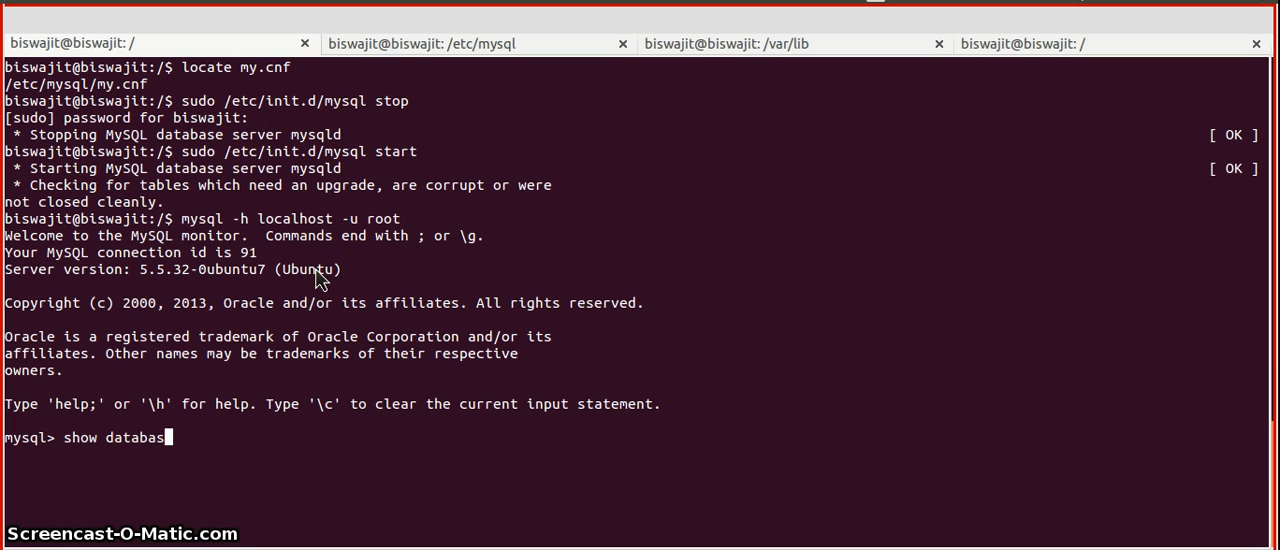 biswajit@biswajit: / × biswajit@biswajit: /etc/mysql × biswajit@biswajit: /var/lib × biswajit@biswajit: / ×
biswajit@biswajit:/$ locate my.cnf
/etc/mysql/my.cnf
biswajit@biswajit:/$ sudo /etc/init.d/mysql stop
[sudo] password for biswajit:
 * Stopping MySQL database server mysqld [ OK ]
biswajit@biswajit:/$ sudo /etc/init.d/mysql start
 * Starting MySQL database server mysqld [ OK ]
 * Checking for tables which need an upgrade, are corrupt or were
not closed cleanly.
biswajit@biswajit:/$ mysql -h localhost -u root
Welcome to the MySQL monitor.  Commands end with ; or \g.
Your MySQL connection id is 91
Server version: 5.5.32-0ubuntu7 (Ubuntu)
Copyright (c) 2000, 2013, Oracle and/or its affiliates. All rights reserved.
Oracle is a registered trademark of Oracle Corporation and/or its
affiliates. Other names may be trademarks of their respective
owners.
Type 'help;' or '\h' for help. Type '\c' to clear the current input statement.
mysql> show databas
Screencast-O-Matic.com